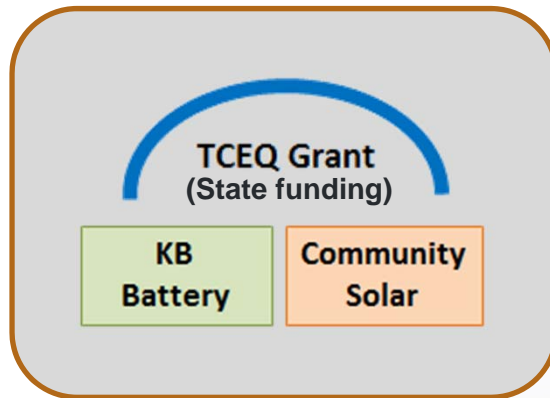 TCEQ Grant
(State funding)
KB
Battery
Community
Solar